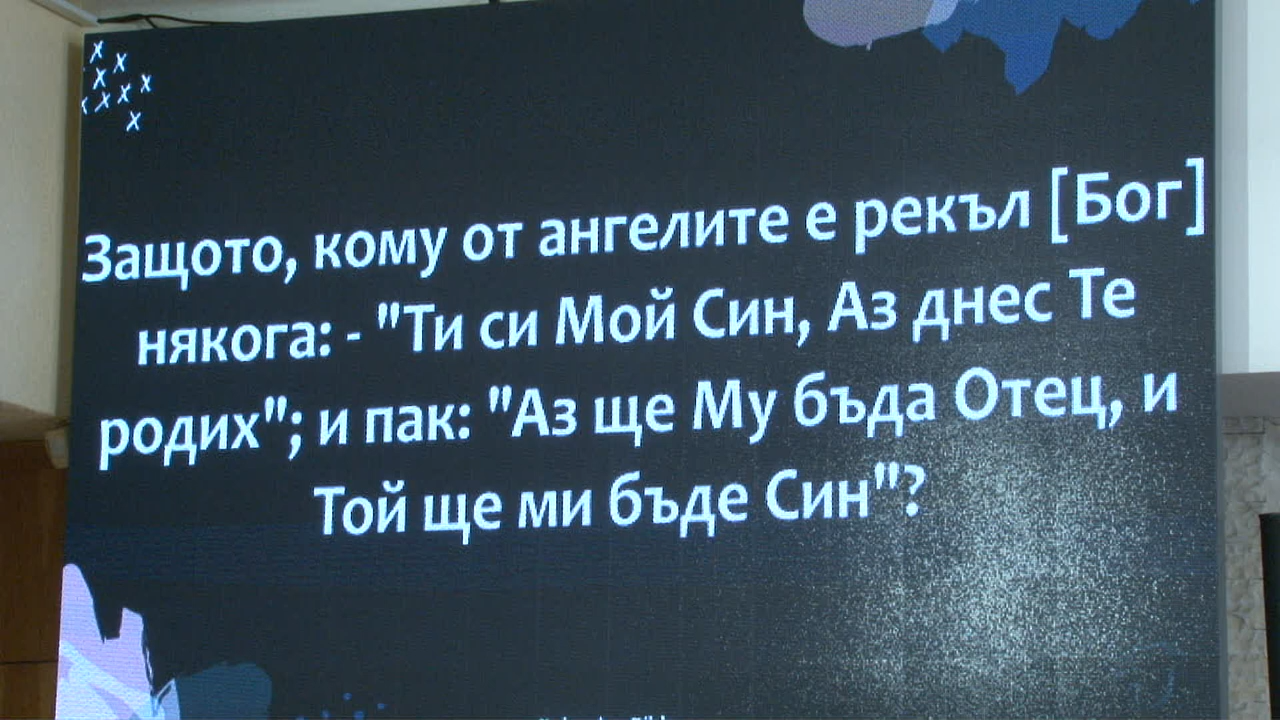 Защото, кому от ангелите е рекъл [Бог]
някога: - "Ти си Мой Син, Аз днес Те
родих"; и пак: "Аз ще Му бъда Отец, и
Той ще ми бъде Син"?